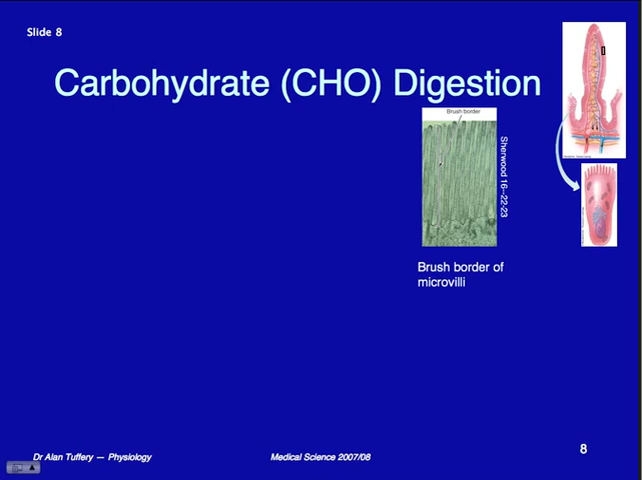 Slide 8
Carbohydrate (CHO) Digestion
Brush border
Sherwood 16--22-23
Brush border of
microvilli
Dr Alan Tuffery — Physiology
Medical Science 2007/08
8